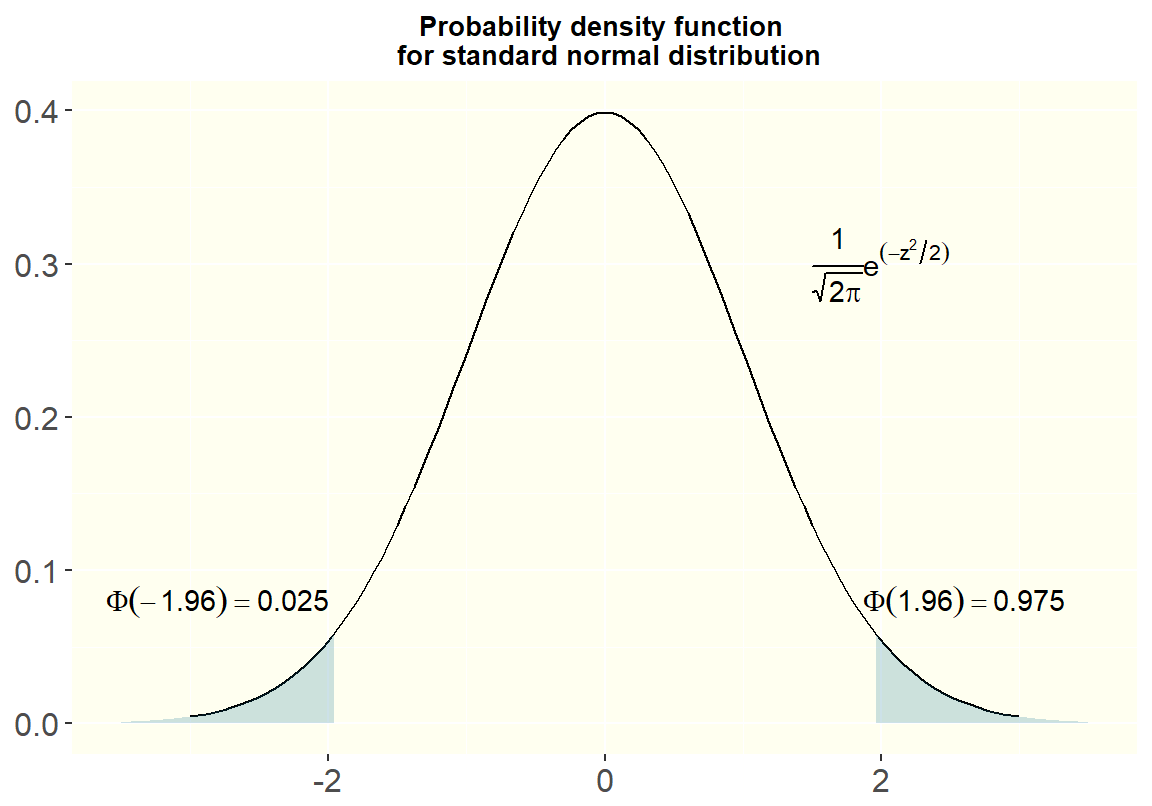 Probability density function
for standard normal distribution
0.4
0.3
0.2
0.1
0.0
1
√2π
e(−z²/2)
Φ(−1.96) = 0.025
Φ(1.96) = 0.975
-2
0
2